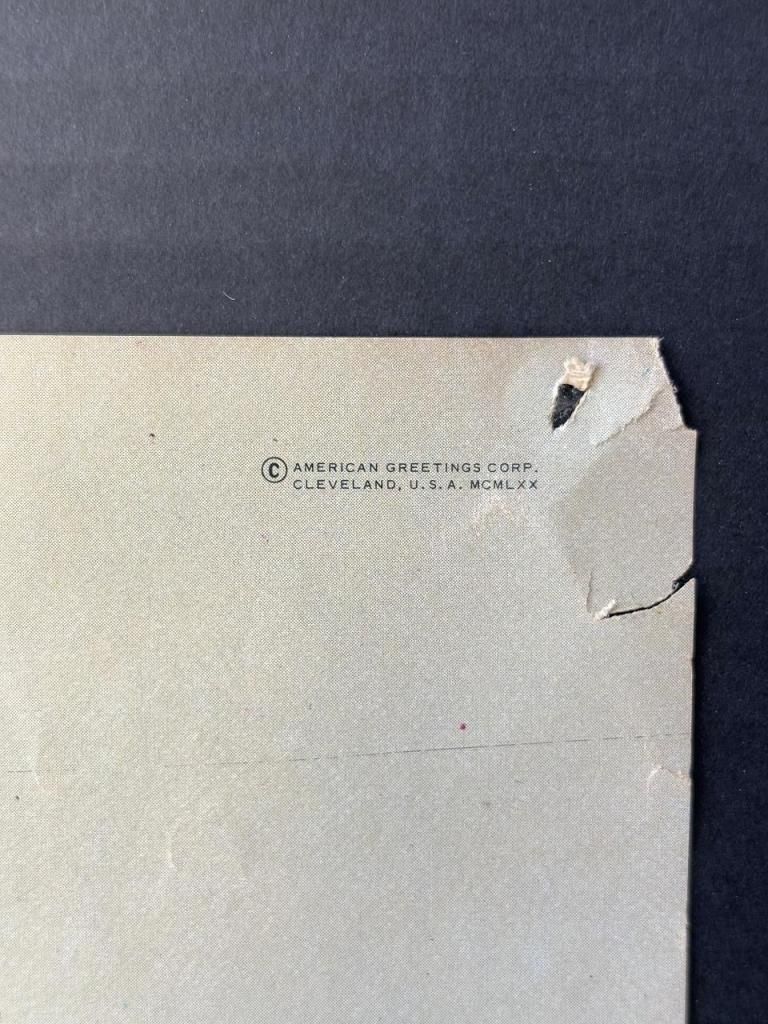 © AMERICAN GREETINGS CORP.
CLEVELAND, U.S.A. MCMLXX